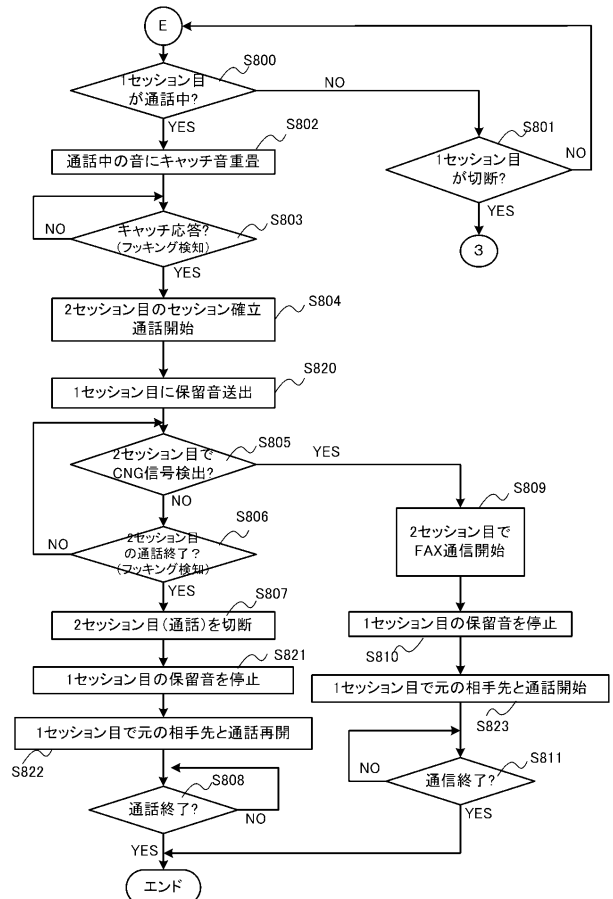 E
S800
1セッション目
が通話中?
NO
YES
S801
1セッション目
が切断?
NO
YES
3
S802
通話中の音にキャッチ音重畳
S803
キャッチ応答?
(フッキング検知)
NO
YES
S804
2セッション目のセッション確立
通話開始
S820
1セッション目に保留音送出
S805
2セッション目で
CNG信号検出?
YES
NO
S806
2セッション目
の通話終了?
(フッキング検知)
NO
YES
S809
2セッション目で
FAX通信開始
S807
2セッション目(通話)を切断
1セッション目の保留音を停止
S810
S821
1セッション目の保留音を停止
1セッション目で元の相手先と通話開始
S823
1セッション目で元の相手先と通話再開
S822
S811
通信終了?
NO
YES
S808
通話終了?
NO
YES
エンド